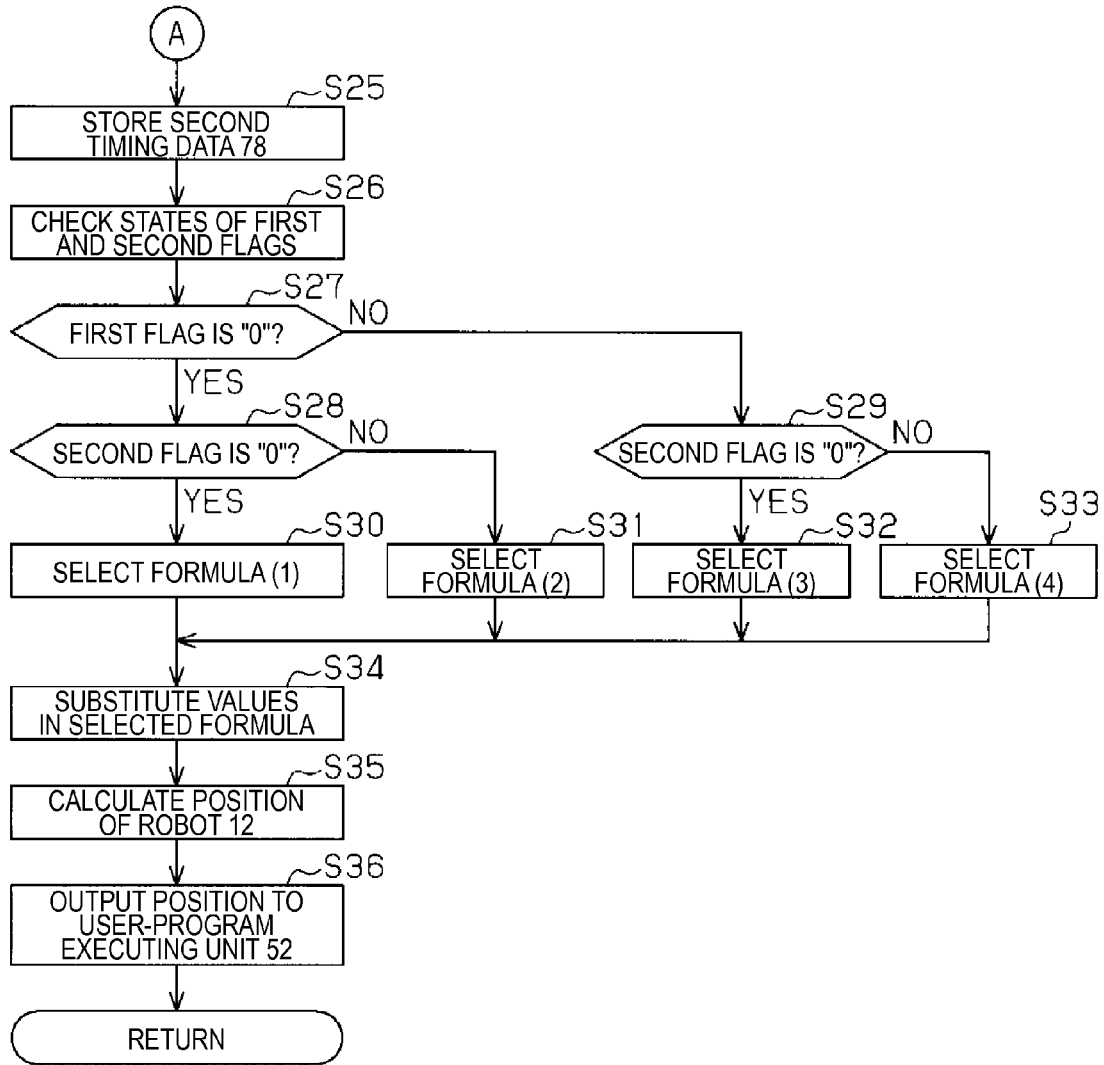 A
S25
STORE SECOND
TIMING DATA 78
S26
CHECK STATES OF FIRST
AND SECOND FLAGS
S27
FIRST FLAG IS "0"?
NO
YES
S28
SECOND FLAG IS "0"?
NO
YES
S29
SECOND FLAG IS "0"?
NO
YES
S30
SELECT FORMULA (1)
S31
SELECT
FORMULA (2)
S32
SELECT
FORMULA (3)
S33
SELECT
FORMULA (4)
S34
SUBSTITUTE VALUES
IN SELECTED FORMULA
S35
CALCULATE POSITION
OF ROBOT 12
S36
OUTPUT POSITION TO
USER-PROGRAM
EXECUTING UNIT 52
RETURN